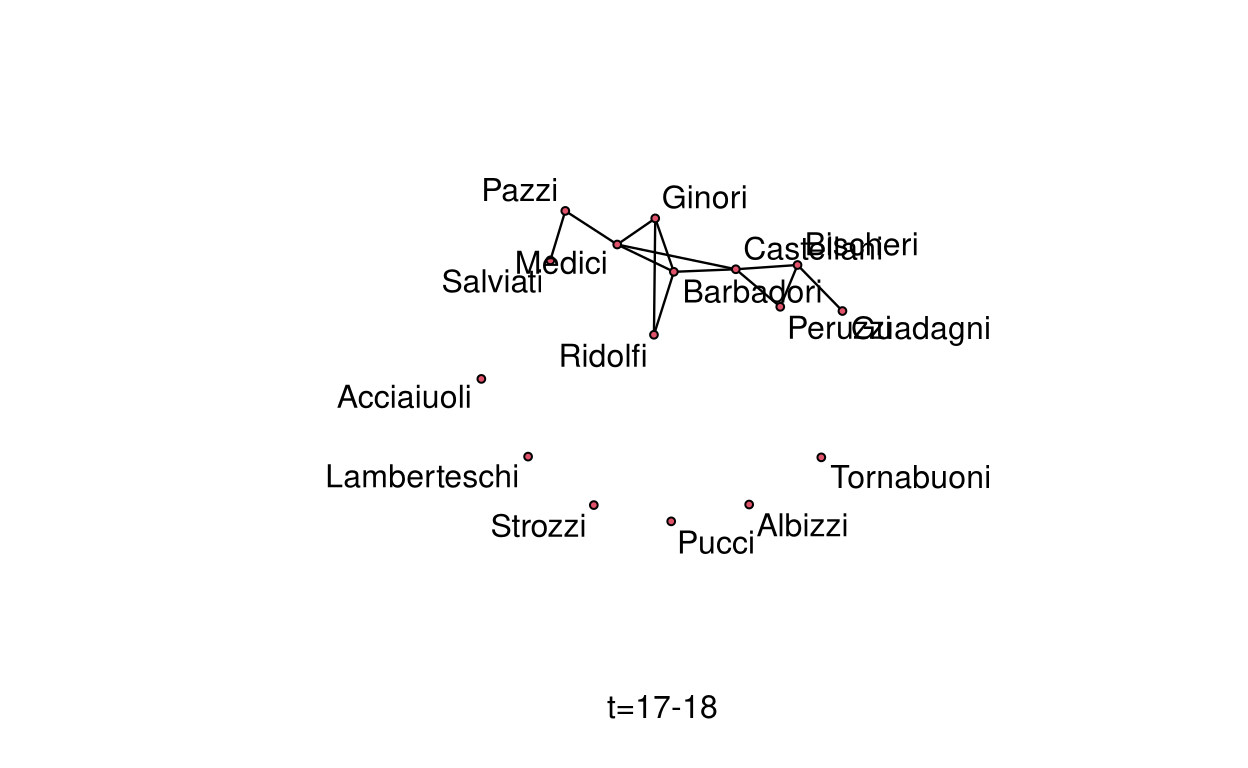 Pazzi
Ginori
Bischeri
Castellani
Medici
Salviati
Barbadori
Peruzzi
Guadagni
Ridolfi
Acciaiuoli
Lamberteschi
Tornabuoni
Strozzi
Albizzi
Pucci
t=17-18